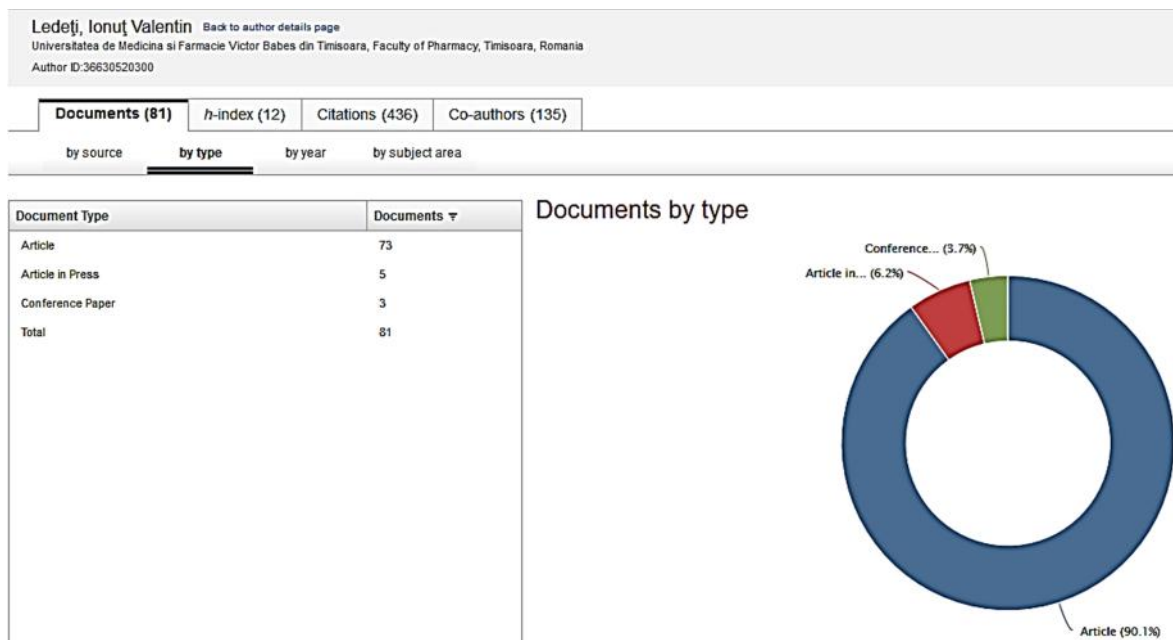 Ledeţi, Ionuţ Valentin Back to author details page
Universitatea de Medicina si Farmacie Victor Babes din Timisoara, Faculty of Pharmacy, Timisoara, Romania
Author ID:36630520300
Documents (81) h-index (12) Citations (436) Co-authors (135)
by source by type by year by subject area
Document Type Documents
Article 73
Article in Press 5
Conference Paper 3
Total 81
Documents by type
Conference... (3.7%)
Article in... (6.2%)
Article (90.1%)